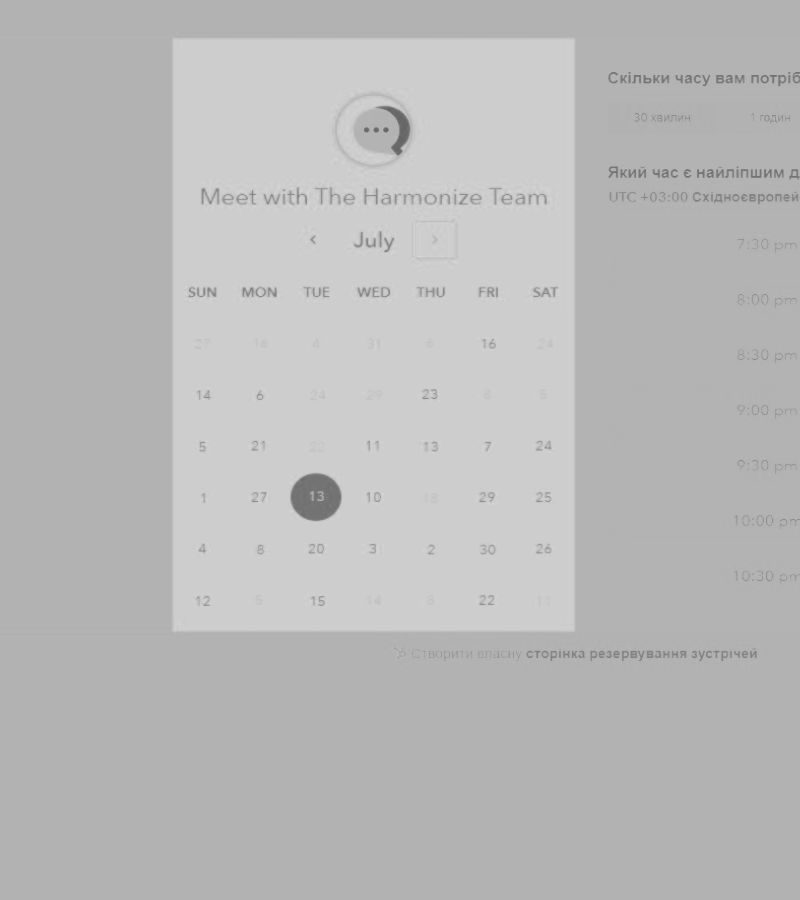 Meet with The Harmonize Team
July
SUN MON TUE WED THU FRI SAT
27 16 4 31 6 16 24
14 6 24 29 23 6 5
5 21 22 11 13 7 24
1 27 13 10 18 29 25
4 8 20 3 2 30 26
12 5 15 14 8 22 11
Скільки часу вам потріб
30 хвилин 1 годин
Який час є найліпшим д
UTC +03:00 Східноєвропей
7:30 pm
8:00 pm
8:30 pm
9:00 pm
9:30 pm
10:00 pm
10:30 pm
Створити власну сторінка резервування зустрічей